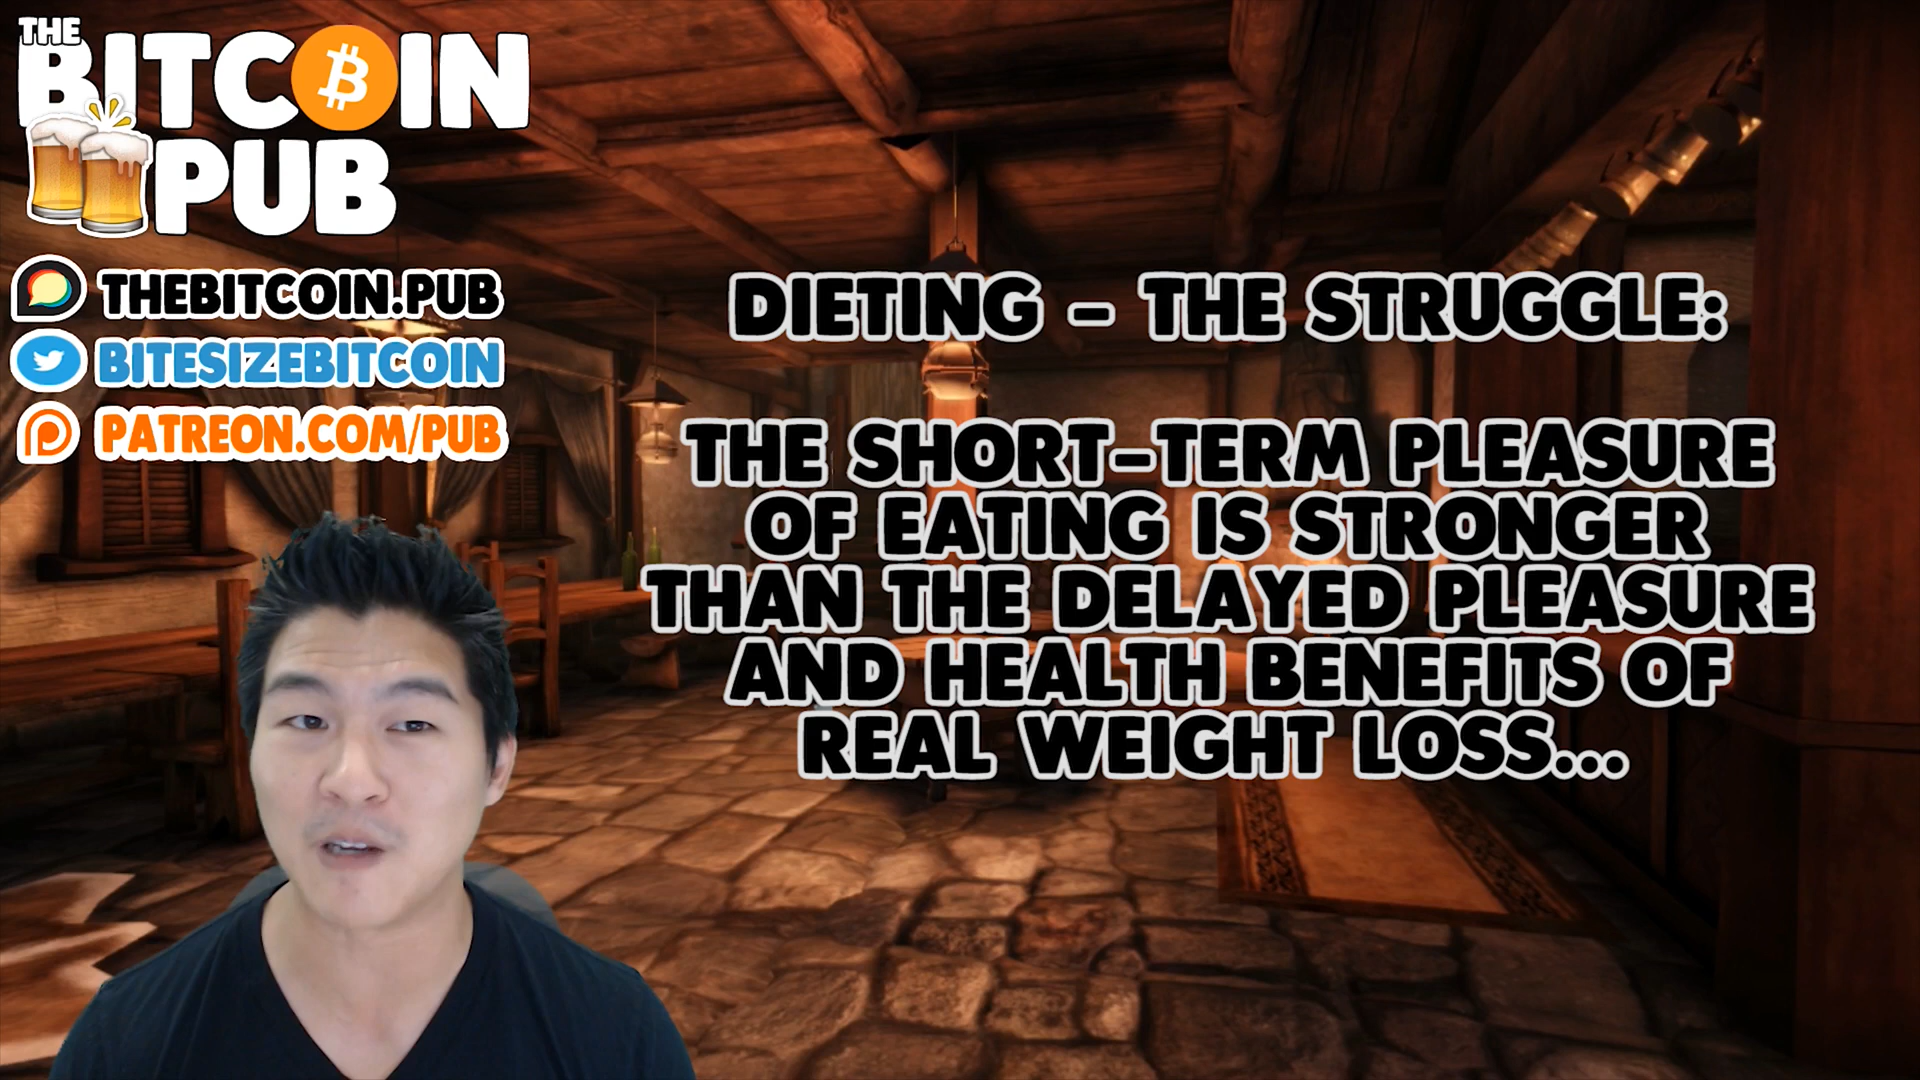 THE
BITCOIN
PUB
THEBITCOIN.PUB
BITESIZEBITCOIN
PATREON.COM/PUB
DIETING - THE STRUGGLE:
THE SHORT-TERM PLEASURE
OF EATING IS STRONGER
THAN THE DELAYED PLEASURE
AND HEALTH BENEFITS OF
REAL WEIGHT LOSS...